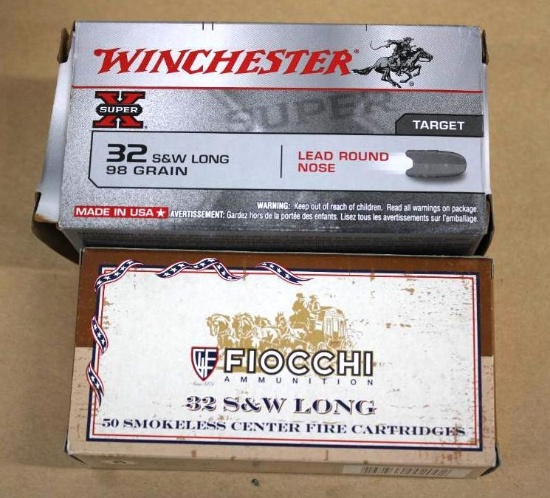 WINCHESTER
SUPER X
SUPER
TARGET
32 S&W LONG
98 GRAIN
LEAD ROUND
NOSE
WARNING: Keep out of reach of children. Read all warnings on package.
MADE IN USA AVERTISSEMENT: Gardez hors de la portée des enfants. Lisez tous les avertissements sur l'emballage.
GF FIOCCHI
AMMUNITION
32 S&W LONG
50 SMOKELESS CENTER FIRE CARTRIDGES